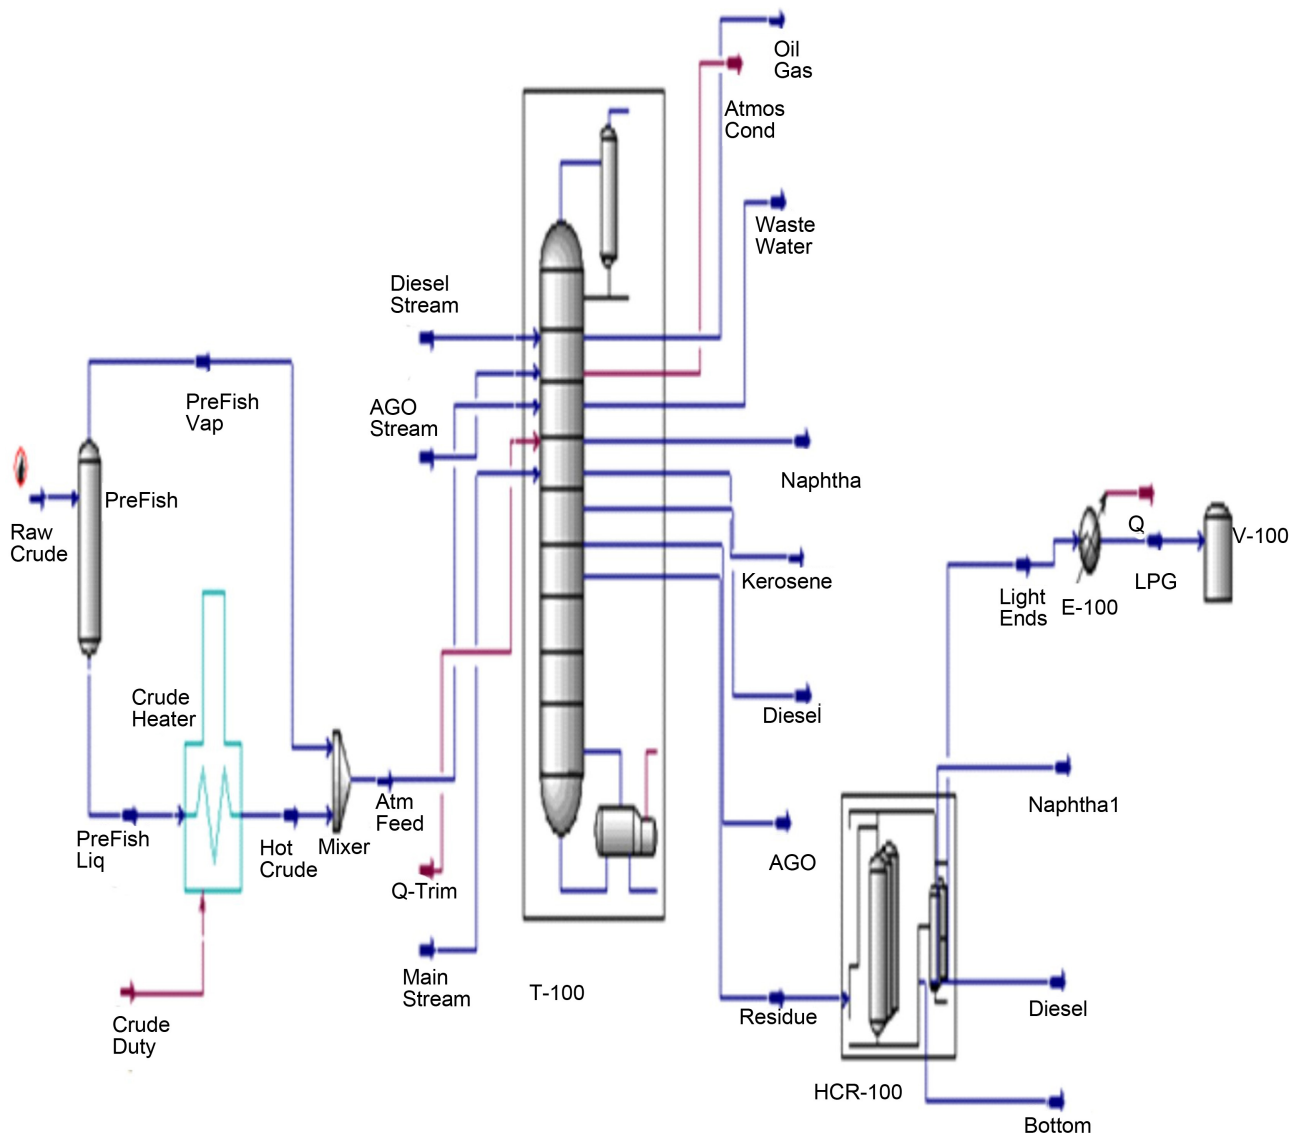 Oil
Gas
Atmos
Cond
Waste
Water
Diesel
Stream
PreFish
Vap
AGO
Stream
Naphtha
PreFish
Raw
Crude
Q
V-100
Kerosene
LPG
Light
Ends
E-100
Crude
Heater
Diesel
Atm
Feed
Naphtha1
PreFish
Liq
Hot
Crude
Mixer
AGO
Q-Trim
Main
Stream
T-100
Residue
Diesel
Crude
Duty
HCR-100
Bottom